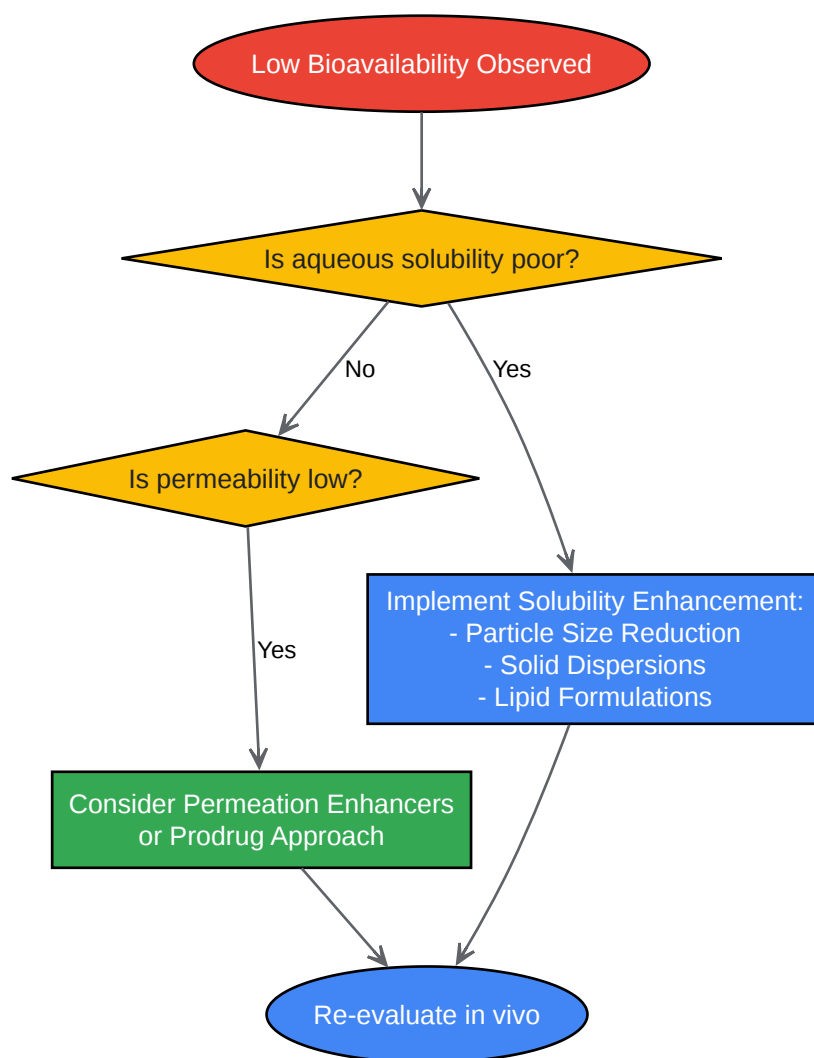 Low Bioavailability Observed
Is aqueous solubility poor?
No
Yes
Is permeability low?
Implement Solubility Enhancement:
- Particle Size Reduction
- Solid Dispersions
- Lipid Formulations
Yes
Consider Permeation Enhancers
or Prodrug Approach
Re-evaluate in vivo